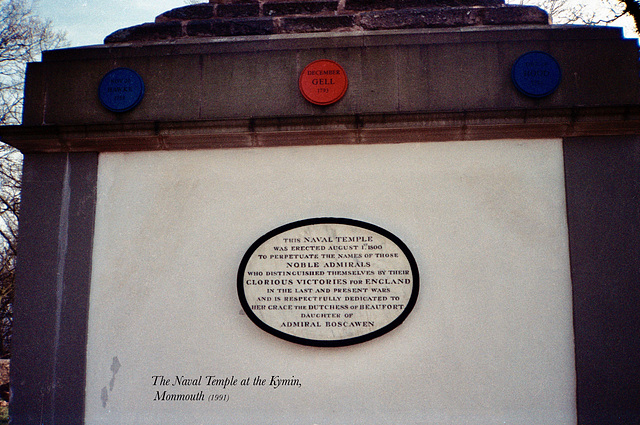 DECEMBER
GELL
THIS NAVAL TEMPLE
WAS ERECTED AUGUST 1.st 1800
TO PERPETUATE THE NAMES OF THOSE
NOBLE ADMIRALS
WHO DISTINGUISHED THEMSELVES BY THEIR
GLORIOUS VICTORIES FOR ENGLAND
IN THE LAST AND PRESENT WARS
AND IS RESPECTFULLY DEDICATED TO
HER GRACE THE DUTCHESS OF BEAUFORT
DAUGHTER OF
ADMIRAL BOSCAWEN
The Naval Temple at the Kymin,
Monmouth (1991)